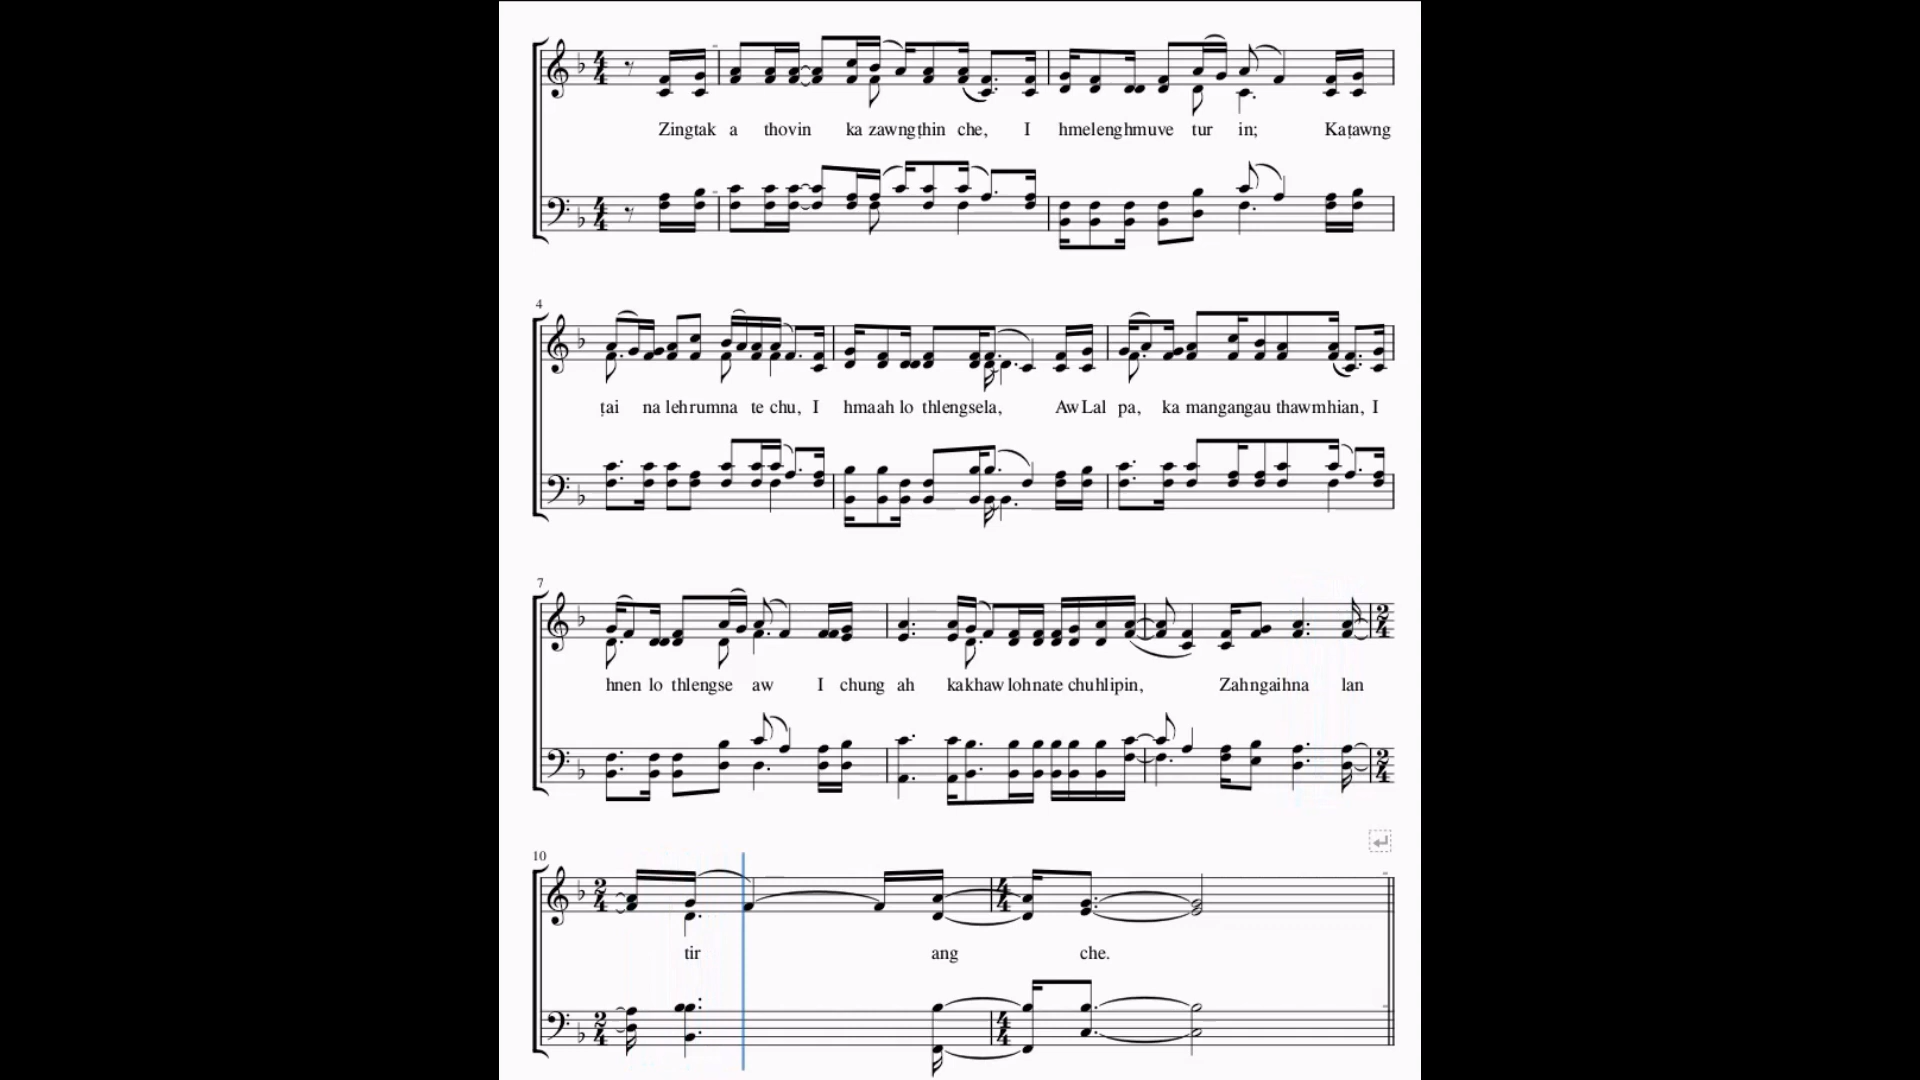 Zingtak a thovin ka zawngṭhin che, I hmelenghmuve tur in; Kaṭawng
4
ṭai na lehrumna te chu, I hmaah lo thlengsela, AwLal pa, ka mangangau thawmhian, I
7
hnen lo thlengse aw I chung ah kakhaw lohnate chuhlipin, Zahngaihna lan
10
tir ang che.